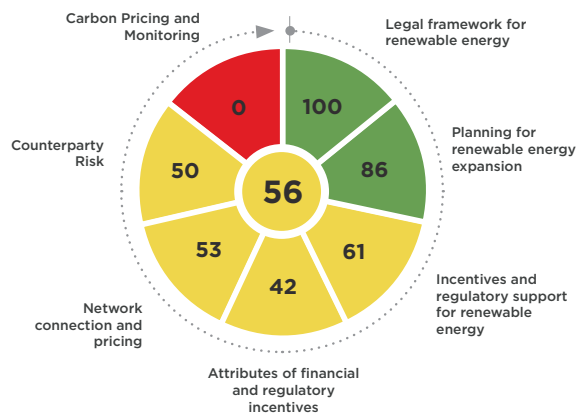 Legal framework for
renewable energy
100
Planning for
renewable energy
expansion
86
Incentives and
regulatory support
for renewable
energy
61
Attributes of financial
and regulatory
incentives
42
Network
connection and
pricing
53
Counterparty
Risk
50
Carbon Pricing and
Monitoring
0
56